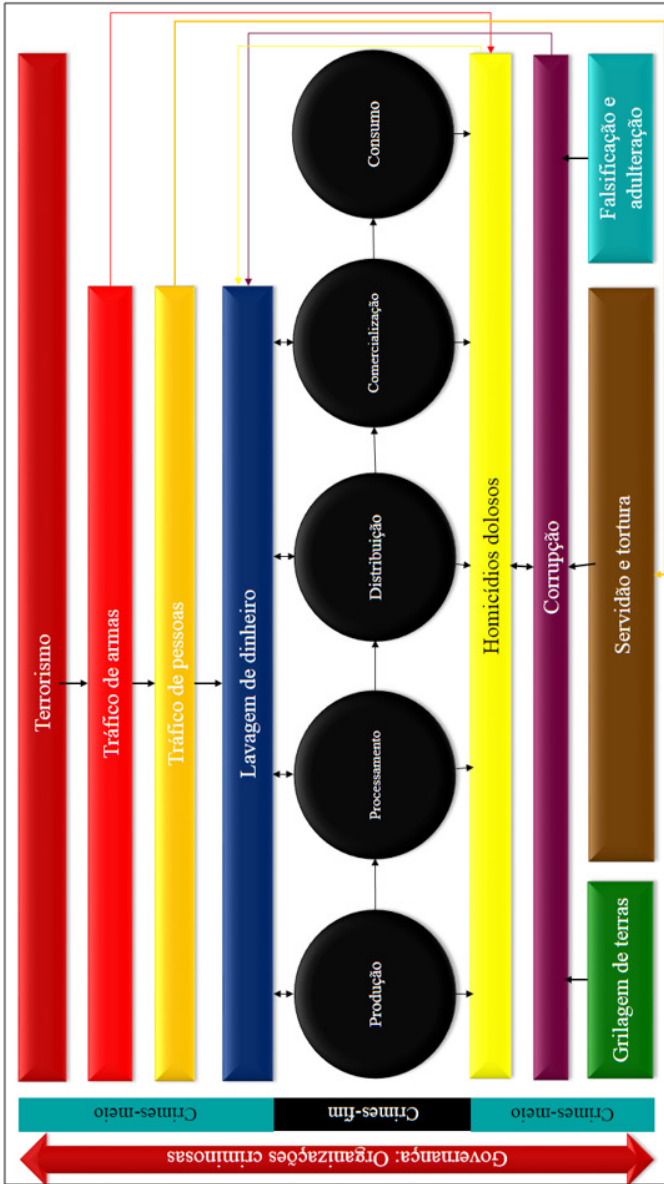 Governança: Organizações criminosas
Crimes-meio
Crimes-fim
Crimes-meio
Terrorismo
Tráfico de armas
Tráfico de pessoas
Lavagem de dinheiro
Produção
Processamento
Distribuição
Comercialização
Consumo
Homicídios dolosos
Corrupção
Grilagem de terras
Servidão e tortura
Falsificação e
adulteração